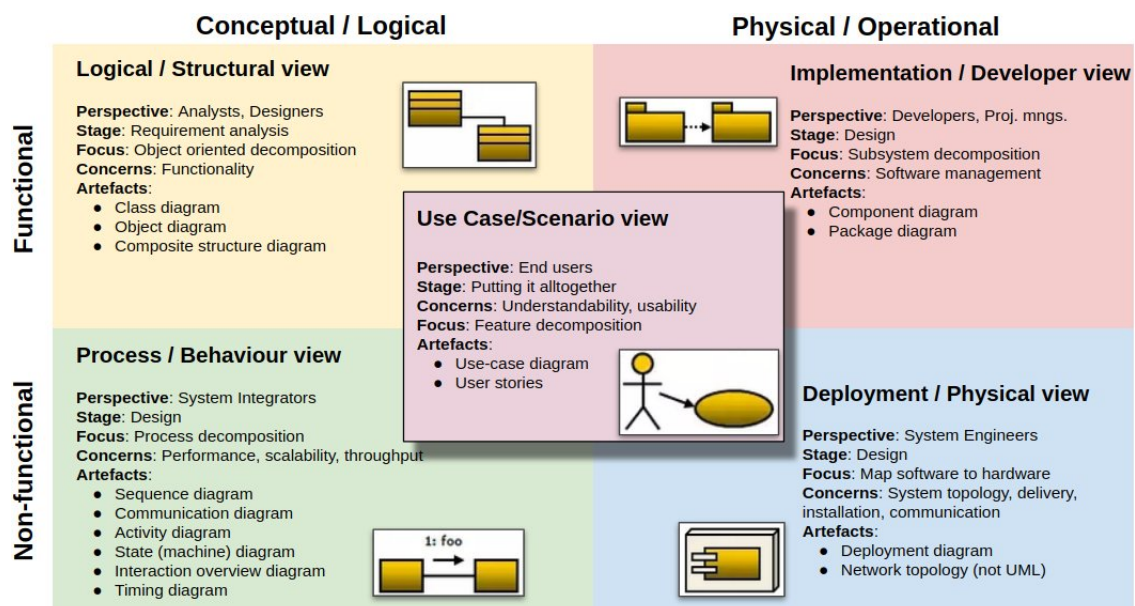 Conceptual / Logical
Physical / Operational
Functional
Non-functional
Logical / Structural view
Perspective: Analysts, Designers
Stage: Requirement analysis
Focus: Object oriented decomposition
Concerns: Functionality
Artefacts:
● Class diagram
● Object diagram
● Composite structure diagram
Implementation / Developer view
Perspective: Developers, Proj. mngs.
Stage: Design
Focus: Subsystem decomposition
Concerns: Software management
Artefacts:
● Component diagram
● Package diagram
Use Case/Scenario view
Perspective: End users
Stage: Putting it alltogether
Concerns: Understandability, usability
Focus: Feature decomposition
Artefacts:
● Use-case diagram
● User stories
Process / Behaviour view
Perspective: System Integrators
Stage: Design
Focus: Process decomposition
Concerns: Performance, scalability, throughput
Artefacts:
● Sequence diagram
● Communication diagram
● Activity diagram
● State (machine) diagram
● Interaction overview diagram
● Timing diagram
1: foo
Deployment / Physical view
Perspective: System Engineers
Stage: Design
Focus: Map software to hardware
Concerns: System topology, delivery,
installation, communication
Artefacts:
● Deployment diagram
● Network topology (not UML)